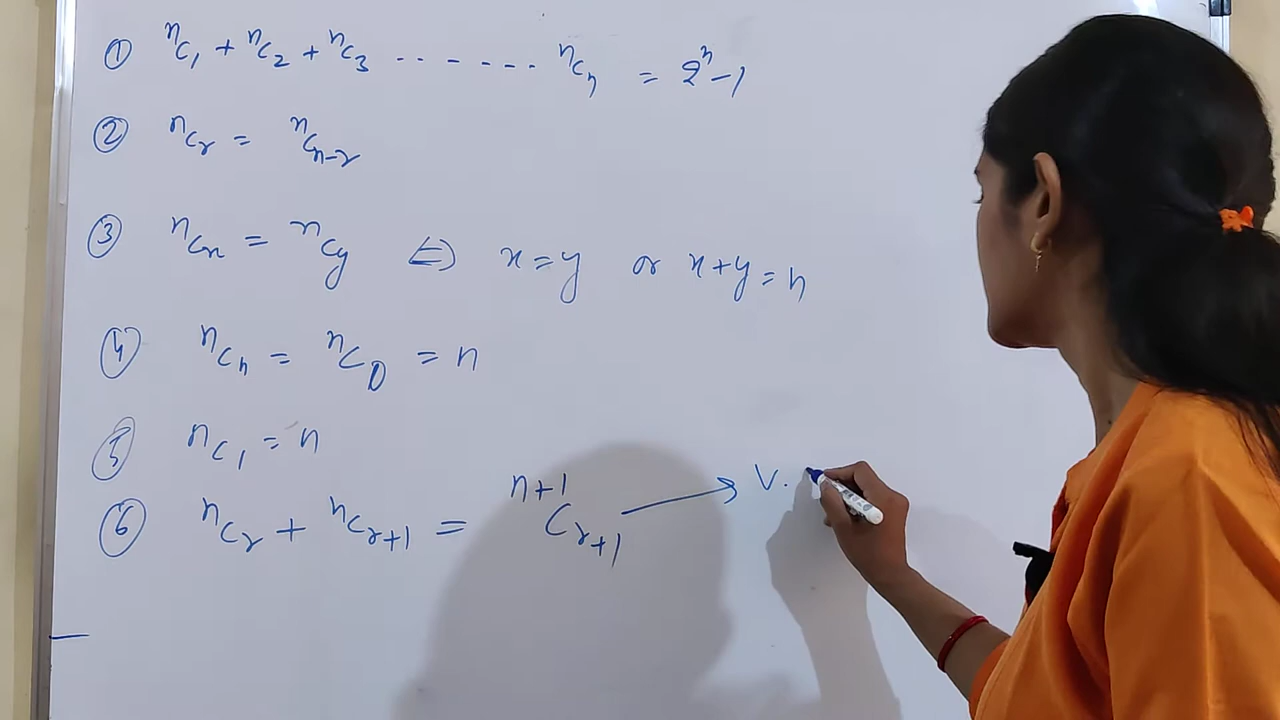 ① ⁿC₁ + ⁿC₂ + ⁿC₃ - - - - - - - ⁿCₙ = 2ⁿ - 1
② ⁿCᵣ = ⁿCₙ₋ᵣ
③ ⁿCₓ = ⁿCy ⇔ x = y or x + y = n
④ ⁿCₙ = ⁿC₀ = n
⑤ ⁿC₁ = n
⑥ ⁿCᵣ + ⁿCᵣ₊₁ = ⁿ⁺¹Cᵣ₊₁ → V.